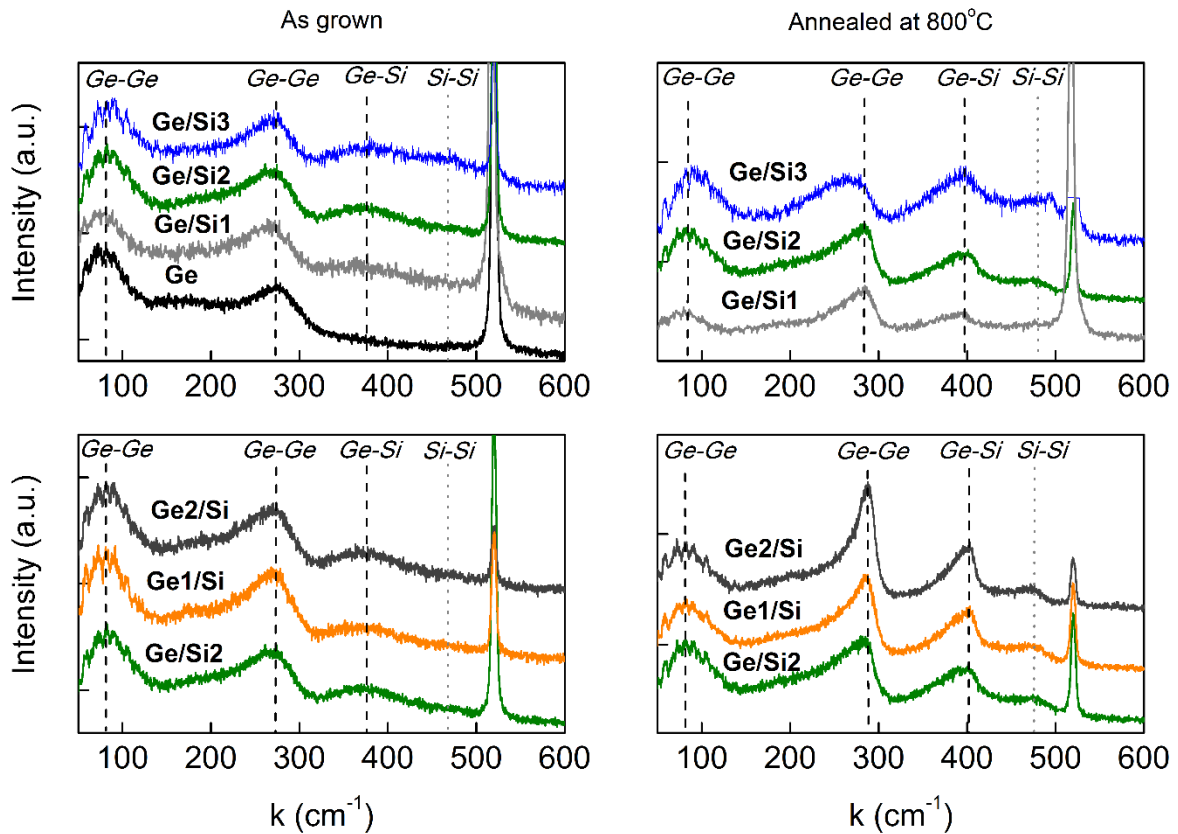 As grown
Annealed at 800°C
Ge-Ge Ge-Ge Ge-Si Si-Si
Ge/Si3
Ge/Si2
Ge/Si1
Ge
Intensity (a.u.)
100 200 300 400 500 600
Ge-Ge Ge-Ge Ge-Si Si-Si
Ge/Si3
Ge/Si2
Ge/Si1
100 200 300 400 500 600
Ge-Ge Ge-Ge Ge-Si Si-Si
Ge2/Si
Ge1/Si
Ge/Si2
Intensity (a.u.)
100 200 300 400 500 600
k (cm⁻¹)
Ge-Ge Ge-Ge Ge-Si Si-Si
Ge2/Si
Ge1/Si
Ge/Si2
100 200 300 400 500 600
k (cm⁻¹)